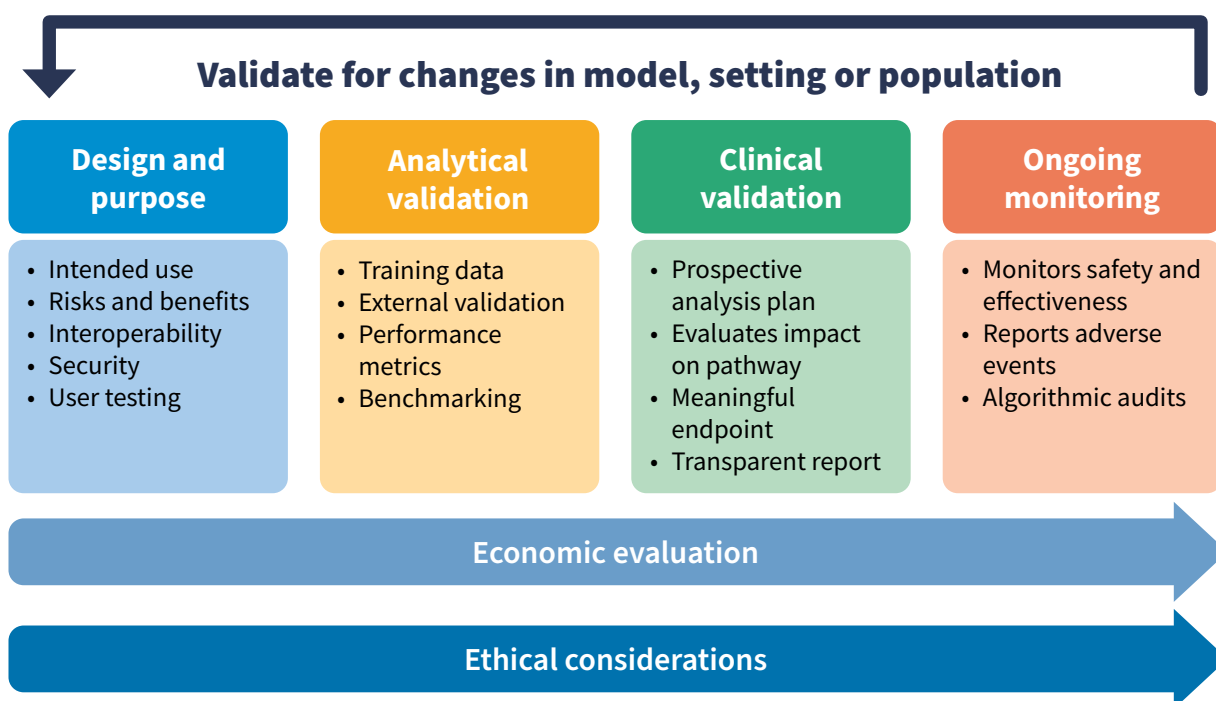 Validate for changes in model, setting or population
Design and
purpose
• Intended use
• Risks and benefits
• Interoperability
• Security
• User testing
Analytical
validation
• Training data
• External validation
• Performance
metrics
• Benchmarking
Clinical
validation
• Prospective
analysis plan
• Evaluates impact
on pathway
• Meaningful
endpoint
• Transparent report
Ongoing
monitoring
• Monitors safety and
effectiveness
• Reports adverse
events
• Algorithmic audits
Economic evaluation
Ethical considerations